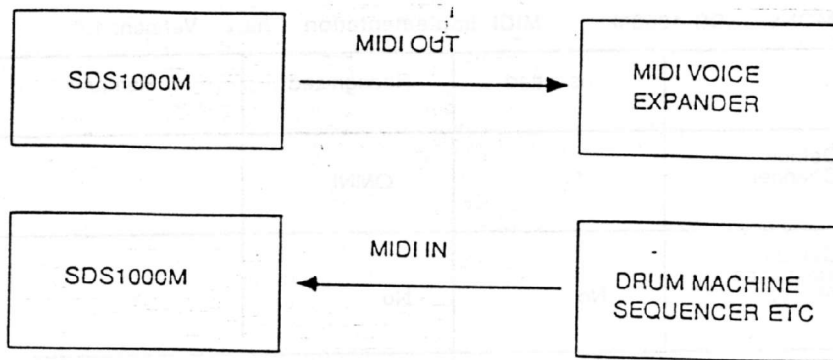 MIDI OUT
SDS1000M
MIDI VOICE
EXPANDER
SDS1000M
MIDI IN
DRUM MACHINE
SEQUENCER ETC